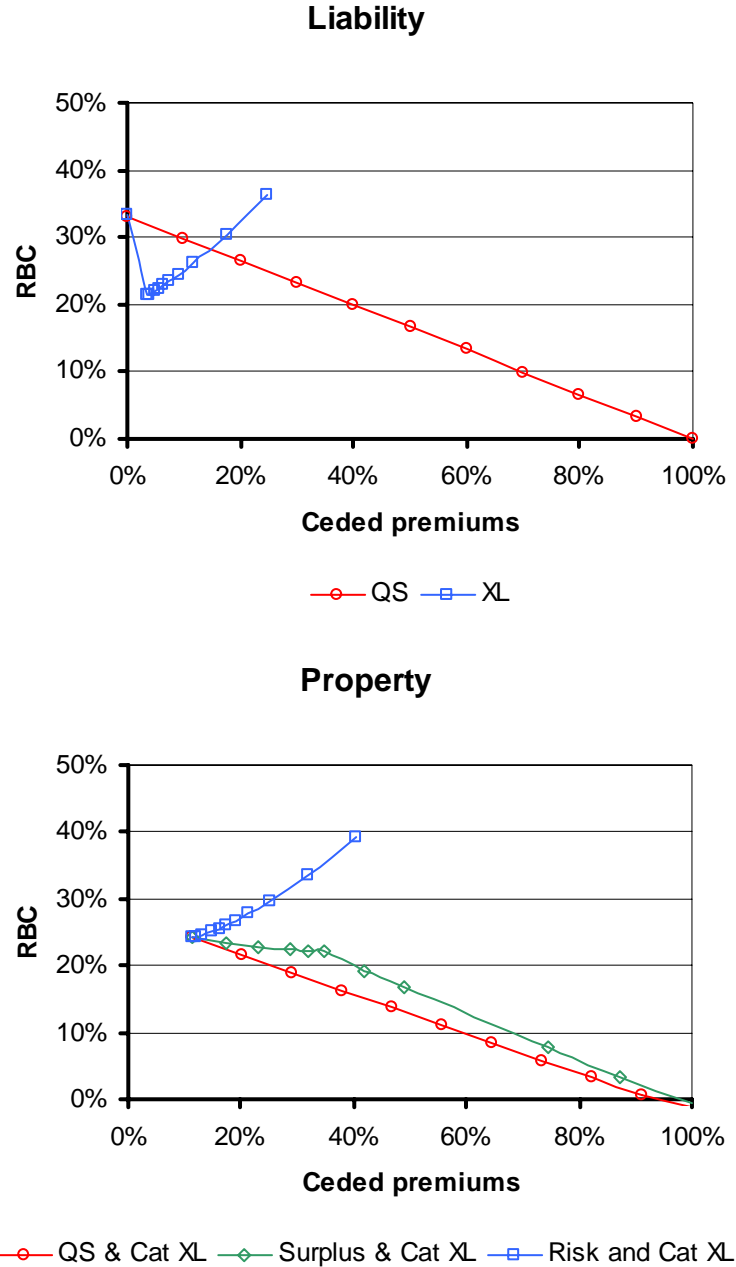 Liability
50%
40%
30%
20%
10%
0%
RBC
0% 20% 40% 60% 80% 100%
Ceded premiums
QS XL
Property
50%
40%
30%
20%
10%
0%
RBC
0% 20% 40% 60% 80% 100%
Ceded premiums
QS & Cat XL Surplus & Cat XL Risk and Cat XL